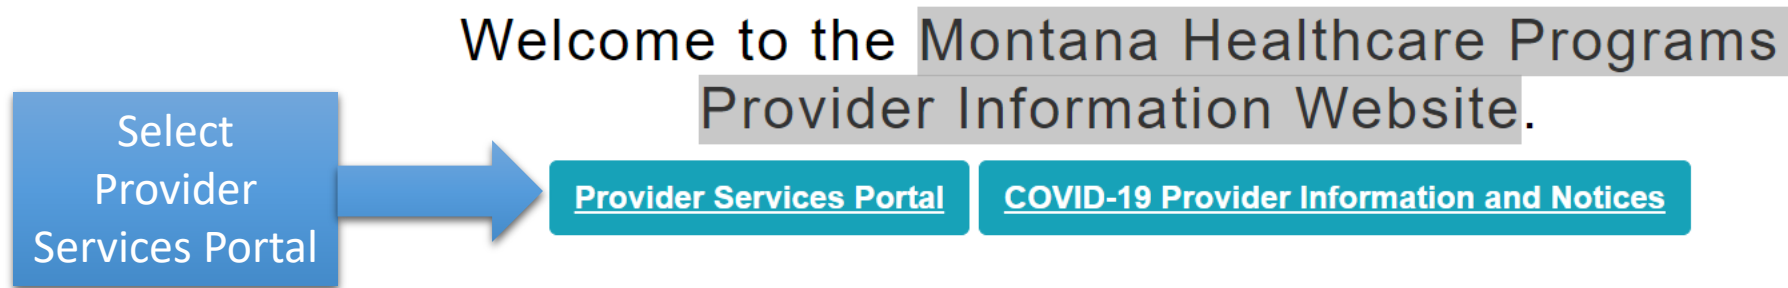 Welcome to the Montana Healthcare Programs
Provider Information Website.
Select
Provider
Services Portal
Provider Services Portal
COVID-19 Provider Information and Notices